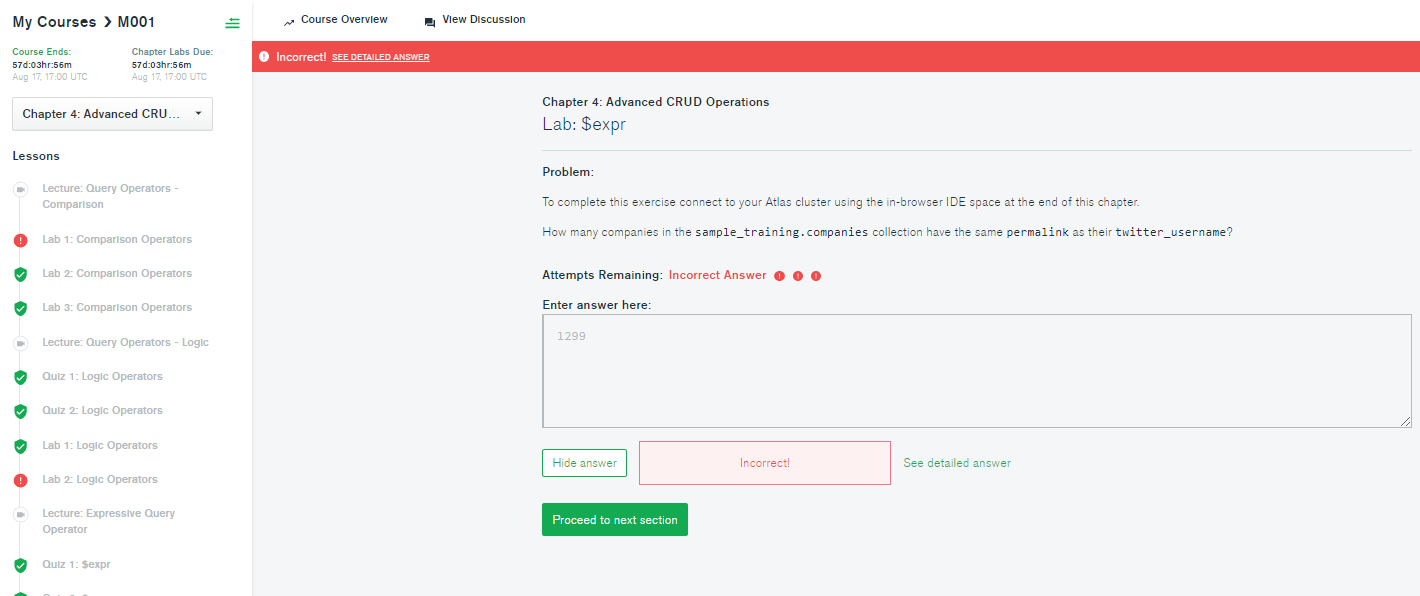 My Courses ❯ M001
Course Ends:
57d:03hr:56m
Aug 17, 17:00 UTC
Chapter Labs Due:
57d:03hr:56m
Aug 17, 17:00 UTC
Chapter 4: Advanced CRU...
Lessons
Lecture: Query Operators -
Comparison
Lab 1: Comparison Operators
Lab 2: Comparison Operators
Lab 3: Comparison Operators
Lecture: Query Operators - Logic
Quiz 1: Logic Operators
Quiz 2: Logic Operators
Lab 1: Logic Operators
Lab 2: Logic Operators
Lecture: Expressive Query
Operator
Quiz 1: $expr
Course Overview
View Discussion
Incorrect! SEE DETAILED ANSWER
Chapter 4: Advanced CRUD Operations
Lab: $expr
Problem:
To complete this exercise connect to your Atlas cluster using the in-browser IDE space at the end of this chapter.
How many companies in the sample_training.companies collection have the same permalink as their twitter_username?
Attempts Remaining: Incorrect Answer
Enter answer here:
1299
Hide answer
Incorrect!
See detailed answer
Proceed to next section